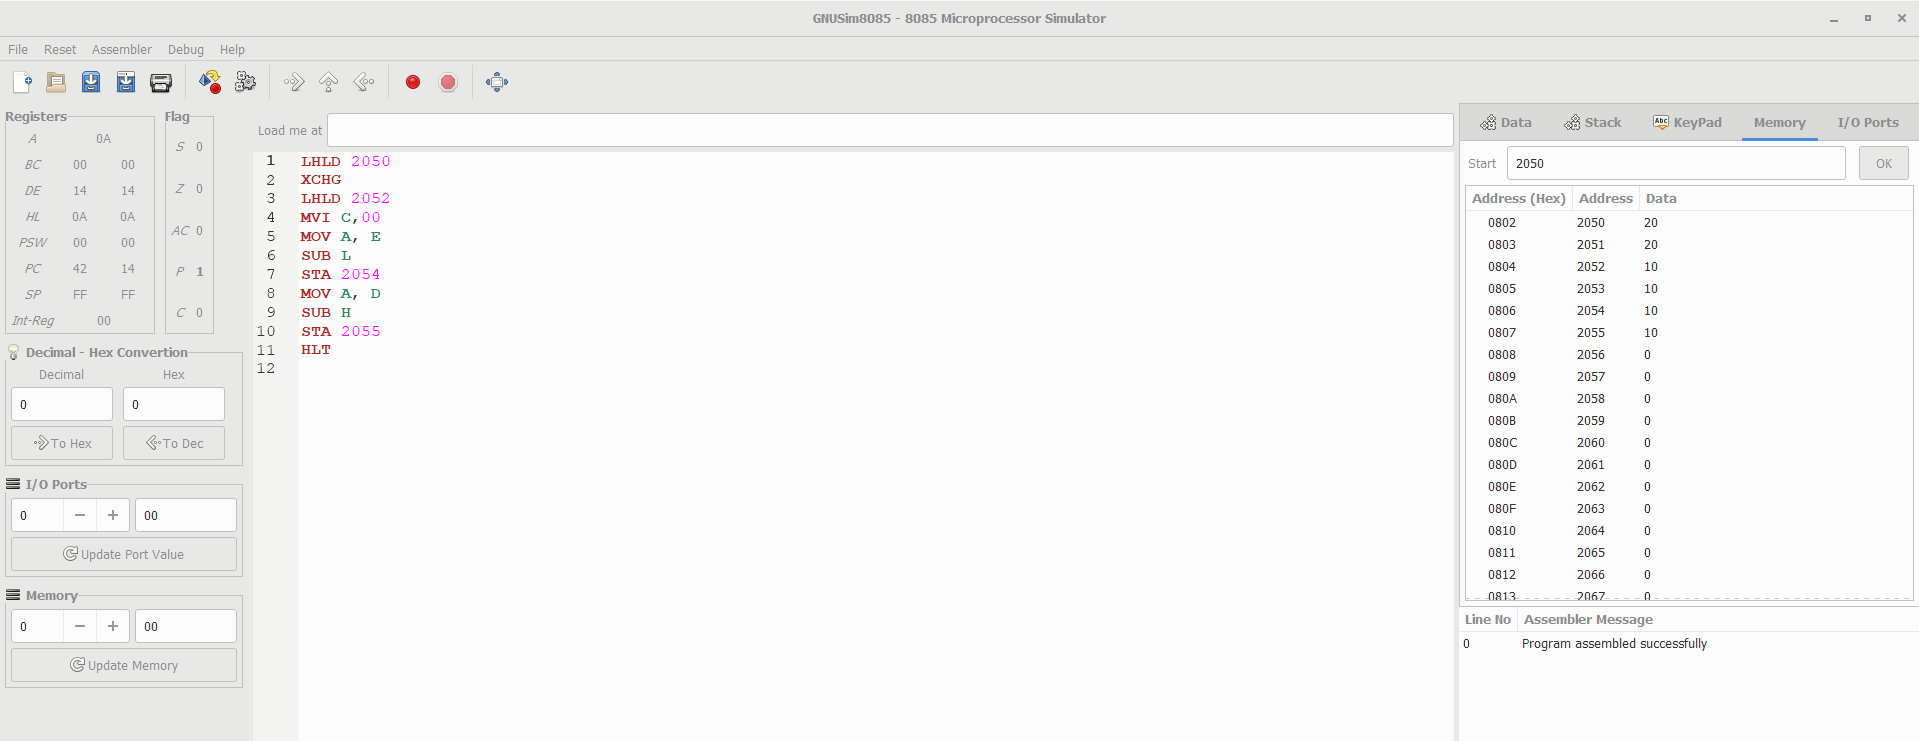 GNUSim8085 - 8085 Microprocessor Simulator
File Reset Assembler Debug Help
Registers
A 0A
BC 00 00
DE 14 14
HL 0A 0A
PSW 00 00
PC 42 14
SP FF FF
Int-Reg 00
Flag
S 0
Z 0
AC 0
P 1
C 0
Decimal - Hex Convertion
Decimal Hex
0 0
To Hex To Dec
I/O Ports
0 − + 00
Update Port Value
Memory
0 − + 00
Update Memory
Load me at
1 LHLD 2050
2 XCHG
3 LHLD 2052
4 MVI C,00
5 MOV A, E
6 SUB L
7 STA 2054
8 MOV A, D
9 SUB H
10 STA 2055
11 HLT
12
Data Stack Abc KeyPad Memory I/O Ports
Start 2050 OK
Address (Hex) Address Data
0802 2050 20
0803 2051 20
0804 2052 10
0805 2053 10
0806 2054 10
0807 2055 10
0808 2056 0
0809 2057 0
080A 2058 0
080B 2059 0
080C 2060 0
080D 2061 0
080E 2062 0
080F 2063 0
0810 2064 0
0811 2065 0
0812 2066 0
0813 2067 0
Line No Assembler Message
0 Program assembled successfully